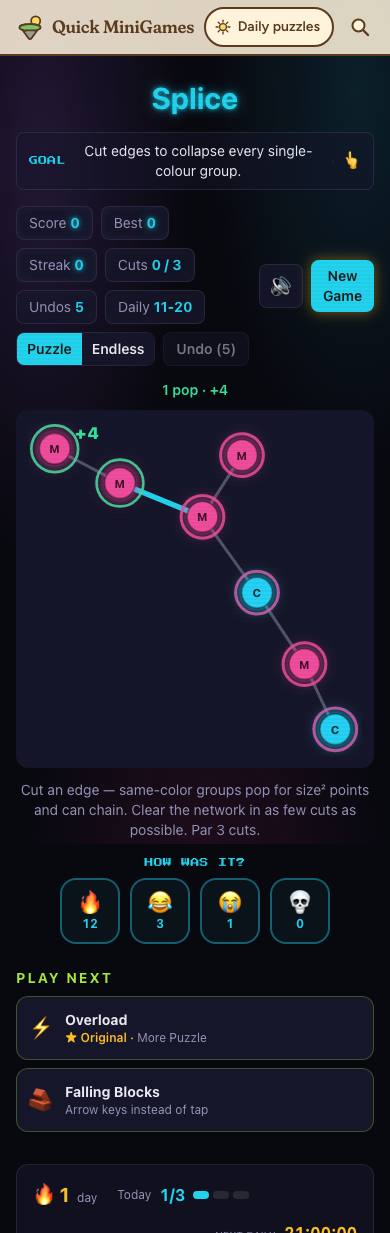 Quick MiniGames
Daily puzzles
Splice
GOAL
Cut edges to collapse every single-
colour group.
Score 0
Best 0
Streak 0
Cuts 0 / 3
Undos 5
Daily 11-20
New
Game
Puzzle
Endless
Undo (5)
1 pop · +4
+4
M
M
M
M
C
M
C
Cut an edge — same-color groups pop for size² points
and can chain. Clear the network in as few cuts as
possible. Par 3 cuts.
HOW WAS IT?
12
3
1
0
PLAY NEXT
Overload
★ Original · More Puzzle
Falling Blocks
Arrow keys instead of tap
1 day
Today 1/3
NEXT DAILY 21:00:00